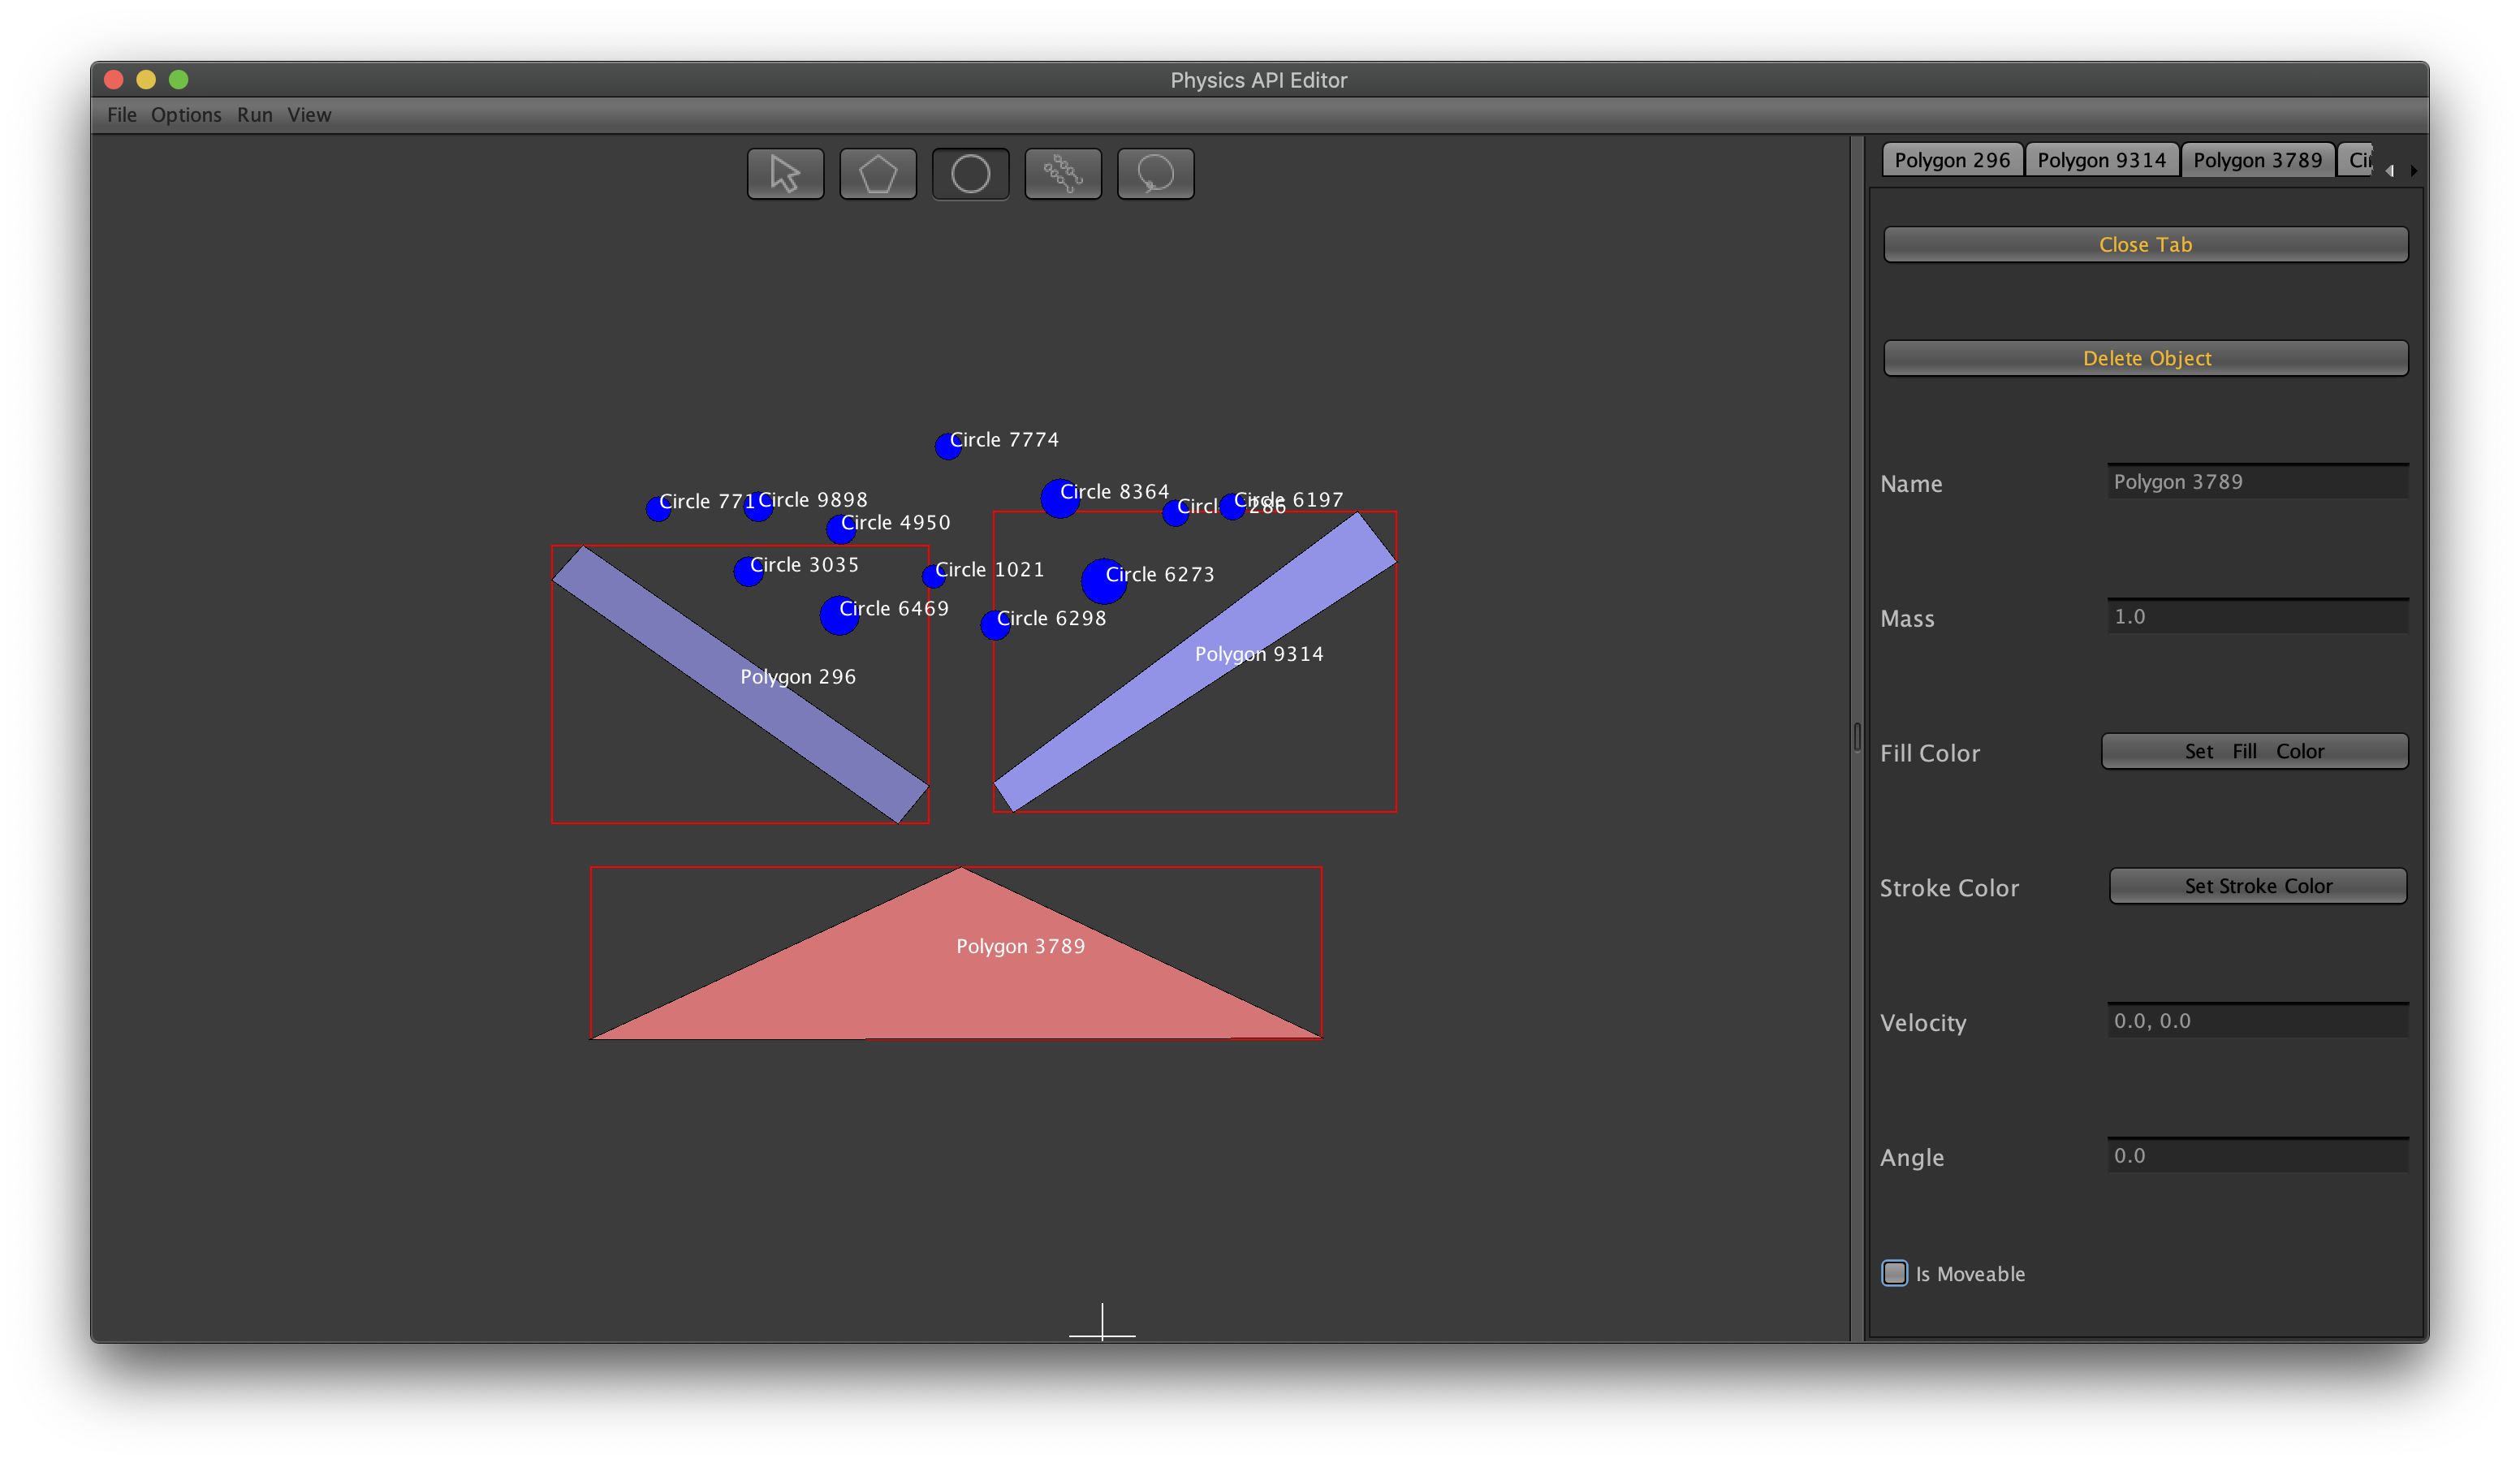 Physics API Editor
File Options Run View
Polygon 296 Polygon 9314 Polygon 3789
Close Tab
Delete Object
Circle 7774
Circle 8364
Circle 771
Circle 9898
Circle 6197
286
Circle 4950
Circle 3035
Circle 1021
Circle 6273
Circle 6469
Circle 6298
Polygon 9314
Polygon 296
Polygon 3789
Name Polygon 3789
Mass 1.0
Fill Color Set Fill Color
Stroke Color Set Stroke Color
Velocity 0.0, 0.0
Angle 0.0
Is Moveable